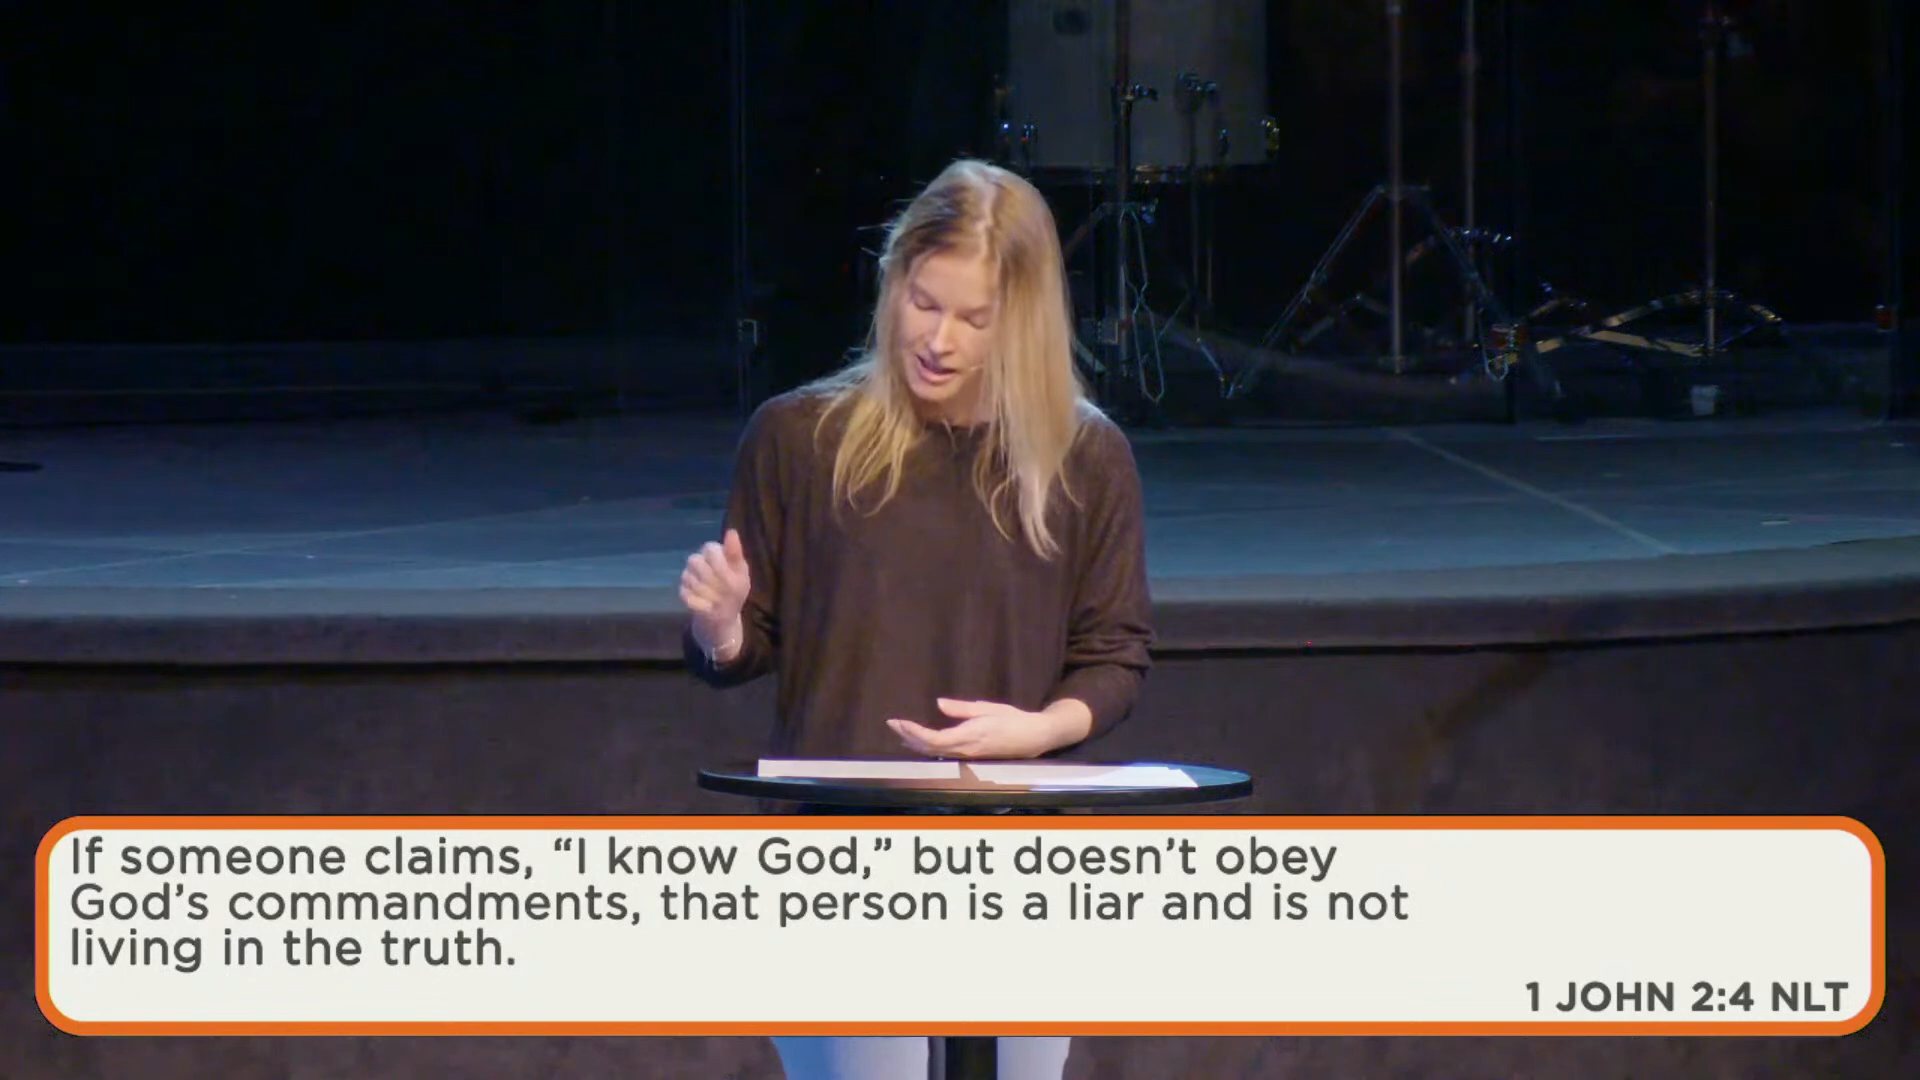 If someone claims, “I know God,” but doesn’t obey
God’s commandments, that person is a liar and is not
living in the truth.
1 JOHN 2:4 NLT